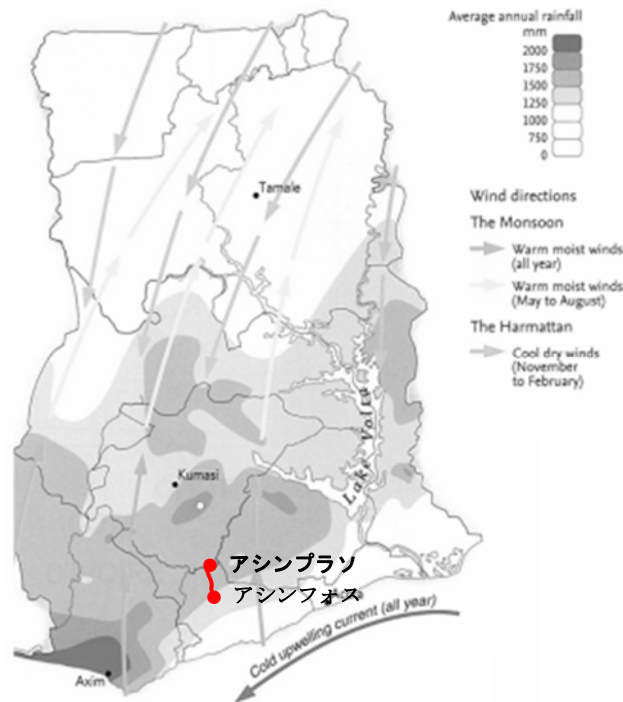 Average annual rainfall
mm
2000
1750
1500
1250
1000
750
0
Wind directions
The Monsoon
Warm moist winds
(all year)
Warm moist winds
(May to August)
The Harmattan
Cool dry winds
(November
to February)
Tamale
Lake Volta
Kumasi
アシンプラソ
アシンフォス
Cold upwelling current (all year)
Axim